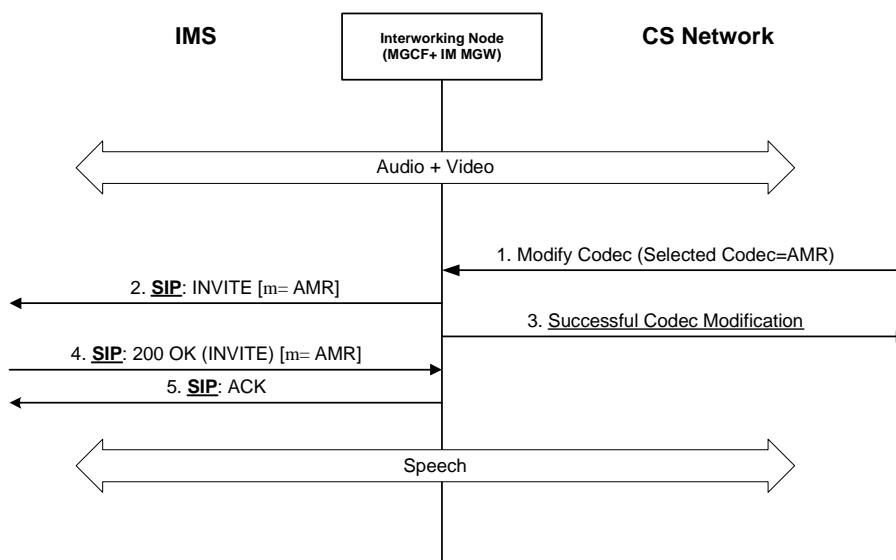 IMS
Interworking Node
(MGCF+ IM MGW)
CS Network
Audio + Video
1. Modify Codec (Selected Codec=AMR)
2. SIP: INVITE [m= AMR]
3. Successful Codec Modification
4. SIP: 200 OK (INVITE) [m= AMR]
5. SIP: ACK
Speech